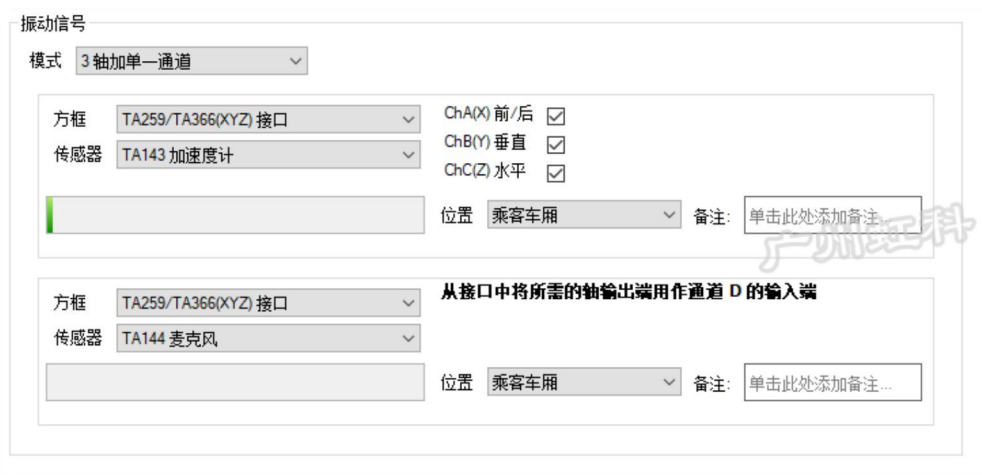 振动信号
模式 3 轴加单一通道
方框 TA259/TA366(XYZ) 接口 ChA(X) 前/后
ChB(Y) 垂直
传感器 TA143 加速度计
ChC(Z) 水平
位置 乘客车厢 备注: 单击此处添加备注...
广州虹科
方框 TA259/TA366(XYZ) 接口 从接口中将所需的轴输出端用作通道 D 的输入端
传感器 TA144 麦克风
位置 乘客车厢 备注: 单击此处添加备注...